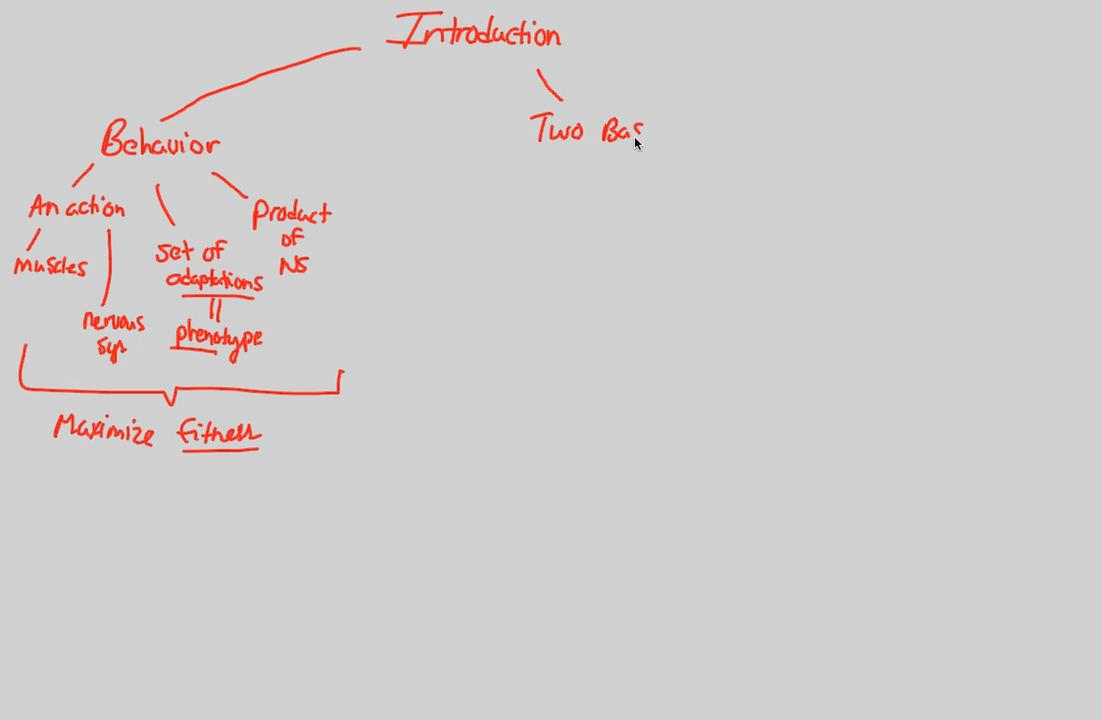 Introduction
Behavior
Two Bas
An action
muscles
nervous
sys
set of
adaptations
phenotype
product
of
NS
Maximize fitness